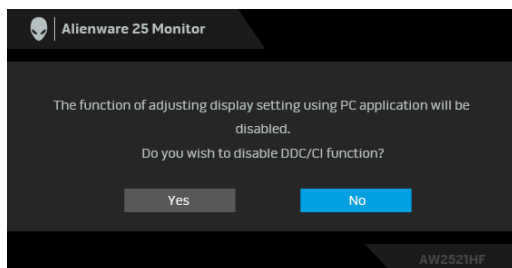 Alienware 25 Monitor
The function of adjusting display setting using PC application will be
disabled.
Do you wish to disable DDC/CI function?
Yes
No
AW2521HF